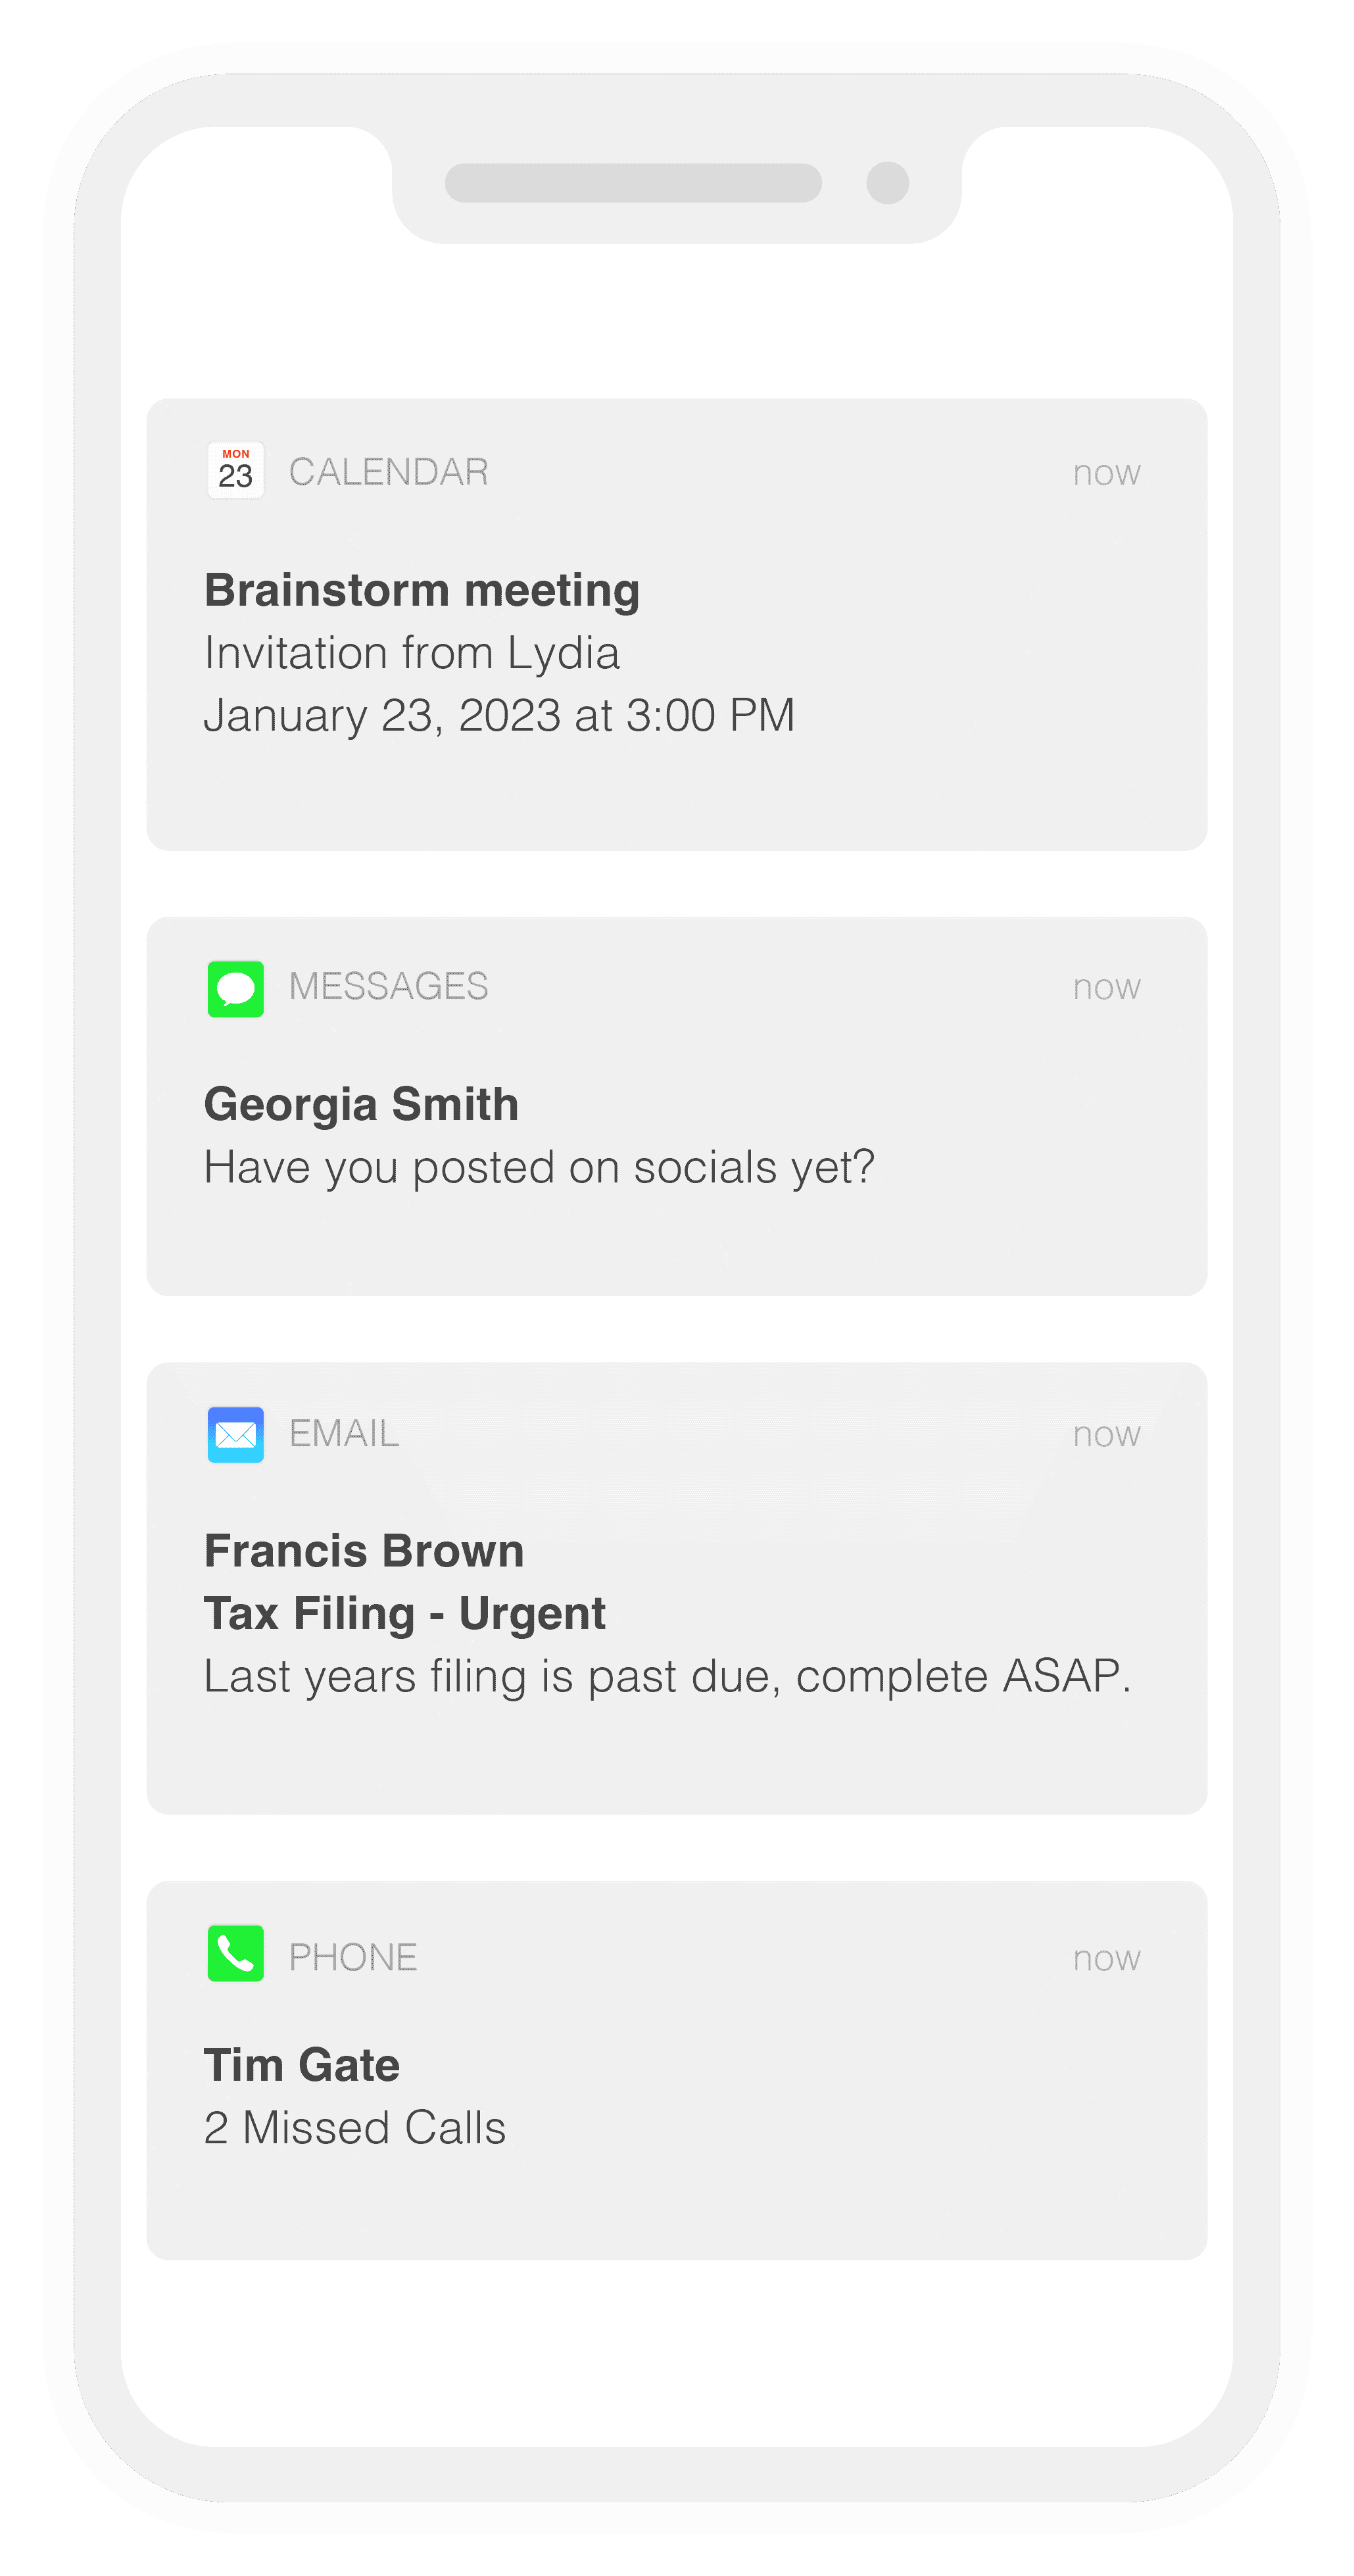 MON
23
CALENDAR
now
Brainstorm meeting
Invitation from Lydia
January 23, 2023 at 3:00 PM
MESSAGES
now
Georgia Smith
Have you posted on socials yet?
EMAIL
now
Francis Brown
Tax Filing - Urgent
Last years filing is past due, complete ASAP.
PHONE
now
Tim Gate
2 Missed Calls